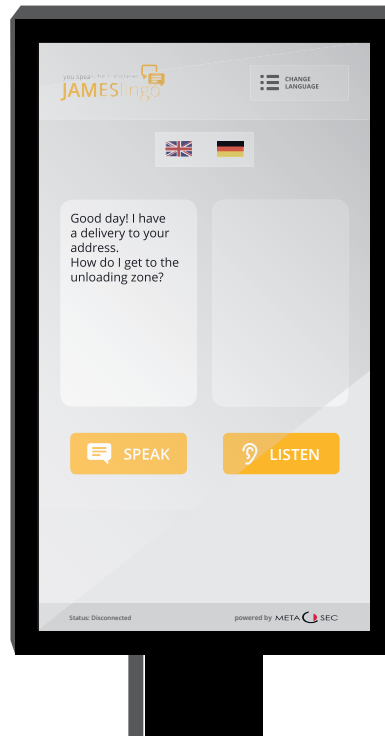 you speak,
JAMESlingo
CHANGE
LANGUAGE
Good day! I have
a delivery to your
address.
How do I get to the
unloading zone?
SPEAK
LISTEN
Status: Disconnected
powered by META SEC